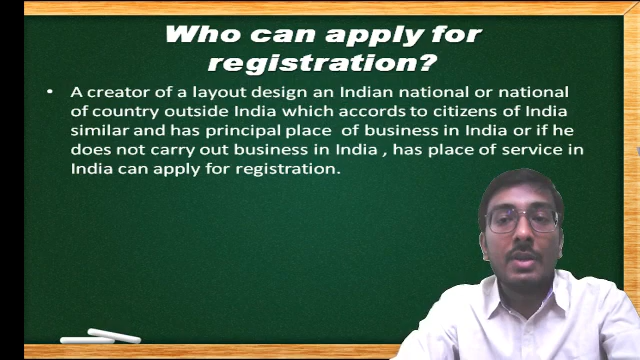 Who can apply for
registration?
• A creator of a layout design an Indian national or national
of country outside India which accords to citizens of India
similar and has principal place of business in India or if he
does not carry out business in India , has place of service in
India can apply for registration.